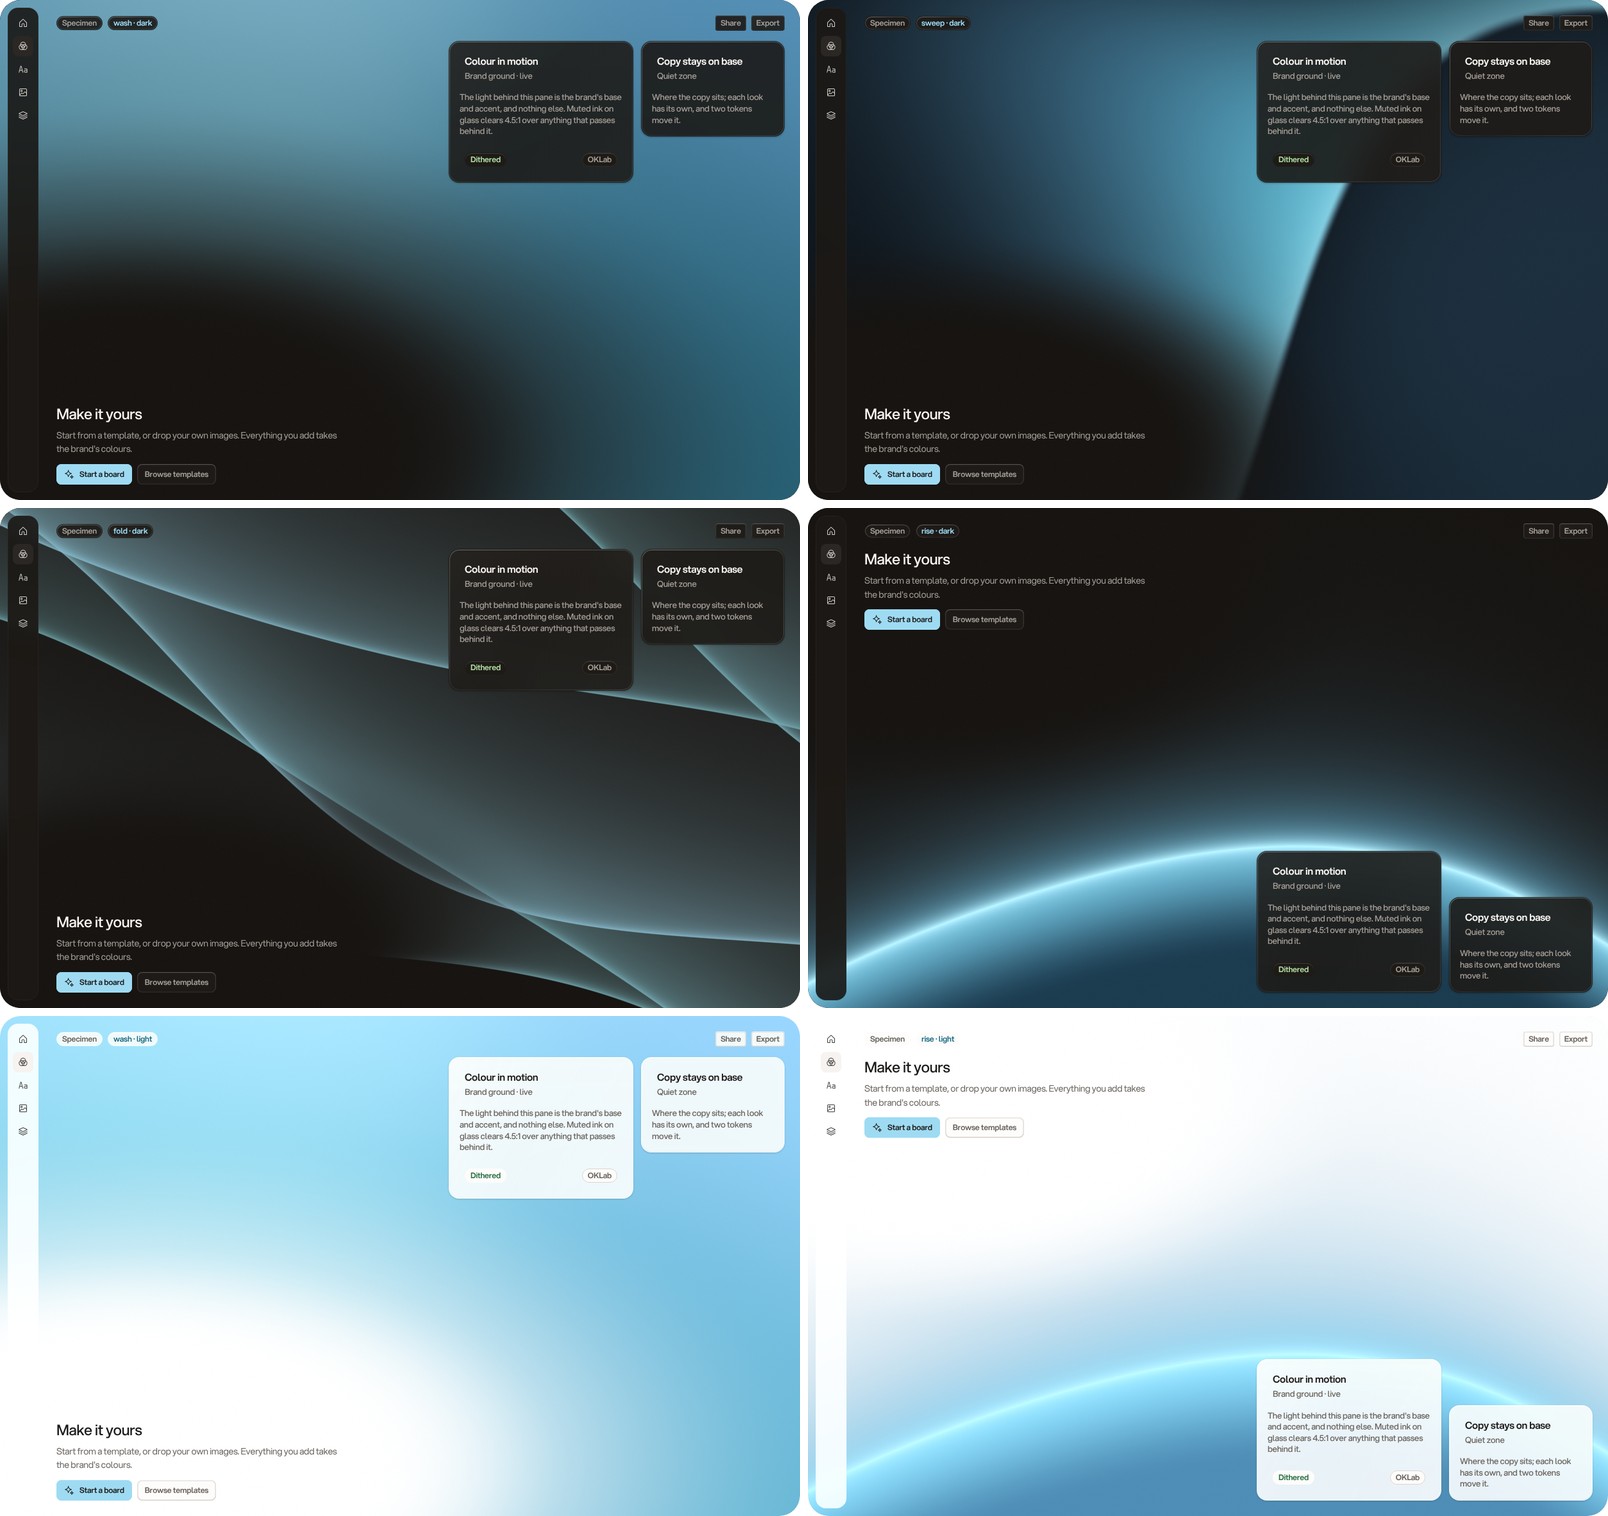 Specimen
wash · dark
Share
Export
Aa
Colour in motion
Brand ground · live
The light behind this pane is the brand's base
and accent, and nothing else. Muted ink on
glass clears 4.5:1 over anything that passes
behind it.
Dithered
OKLab
Copy stays on base
Quiet zone
Where the copy sits; each look
has its own, and two tokens
move it.
Make it yours
Start from a template, or drop your own images. Everything you add takes
the brand's colours.
Start a board
Browse templates
Specimen
sweep · dark
Share
Export
Aa
Colour in motion
Brand ground · live
The light behind this pane is the brand's base
and accent, and nothing else. Muted ink on
glass clears 4.5:1 over anything that passes
behind it.
Dithered
OKLab
Copy stays on base
Quiet zone
Where the copy sits; each look
has its own, and two tokens
move it.
Make it yours
Start from a template, or drop your own images. Everything you add takes
the brand's colours.
Start a board
Browse templates
Specimen
fold · dark
Share
Export
Aa
Colour in motion
Brand ground · live
The light behind this pane is the brand's base
and accent, and nothing else. Muted ink on
glass clears 4.5:1 over anything that passes
behind it.
Dithered
OKLab
Copy stays on base
Quiet zone
Where the copy sits; each look
has its own, and two tokens
move it.
Make it yours
Start from a template, or drop your own images. Everything you add takes
the brand's colours.
Start a board
Browse templates
Specimen
rise · dark
Share
Export
Aa
Make it yours
Start from a template, or drop your own images. Everything you add takes
the brand's colours.
Start a board
Browse templates
Colour in motion
Brand ground · live
The light behind this pane is the brand's base
and accent, and nothing else. Muted ink on
glass clears 4.5:1 over anything that passes
behind it.
Dithered
OKLab
Copy stays on base
Quiet zone
Where the copy sits; each look
has its own, and two tokens
move it.
Specimen
wash · light
Share
Export
Aa
Colour in motion
Brand ground · live
The light behind this pane is the brand's base
and accent, and nothing else. Muted ink on
glass clears 4.5:1 over anything that passes
behind it.
Dithered
OKLab
Copy stays on base
Quiet zone
Where the copy sits; each look
has its own, and two tokens
move it.
Make it yours
Start from a template, or drop your own images. Everything you add takes
the brand's colours.
Start a board
Browse templates
Specimen
rise · light
Share
Export
Aa
Make it yours
Start from a template, or drop your own images. Everything you add takes
the brand's colours.
Start a board
Browse templates
Colour in motion
Brand ground · live
The light behind this pane is the brand's base
and accent, and nothing else. Muted ink on
glass clears 4.5:1 over anything that passes
behind it.
Dithered
OKLab
Copy stays on base
Quiet zone
Where the copy sits; each look
has its own, and two tokens
move it.